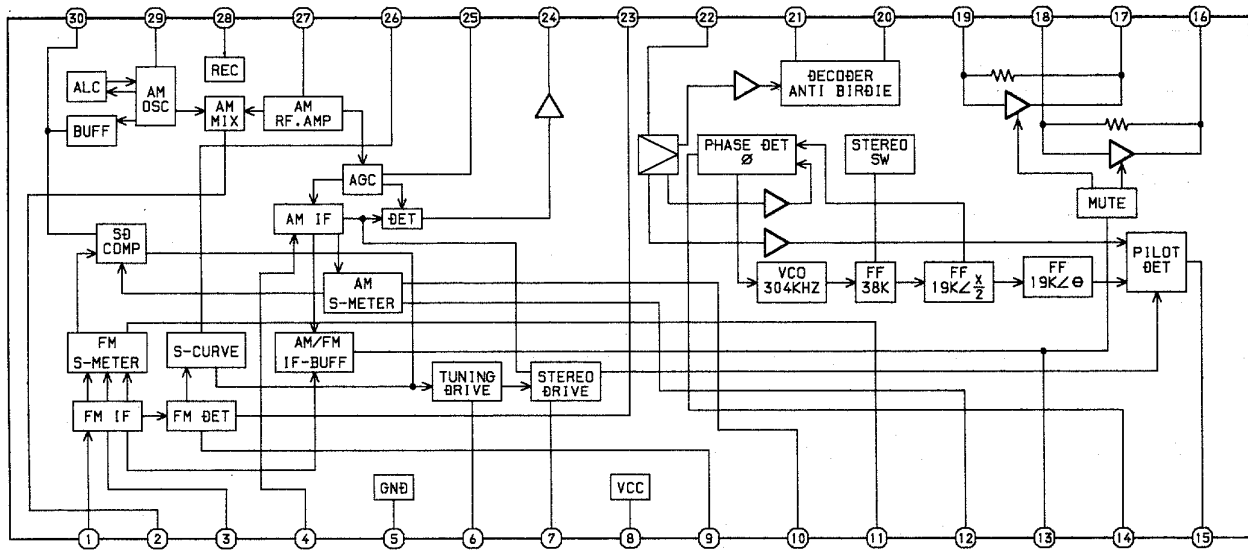 30 29 28 27 26 25 24 23 22 21 20 19 18 17 16
ALC
AM
OSC
REC
BUFF
AM
MIX
AM
RF.AMP
DECODER
ANTI BIRDIE
PHASE DET
Ø
STEREO
SW
AGC
AM IF
DET
MUTE
SD
COMP
AM
S-METER
VCO
304KHZ
FF
38K
FF
19K∠X/2
FF
19K∠Θ
PILOT
DET
FM
S-METER
S-CURVE
AM/FM
IF-BUFF
TUNING
DRIVE
STEREO
DRIVE
FM IF
FM DET
GND
VCC
1 2 3 4 5 6 7 8 9 10 11 12 13 14 15